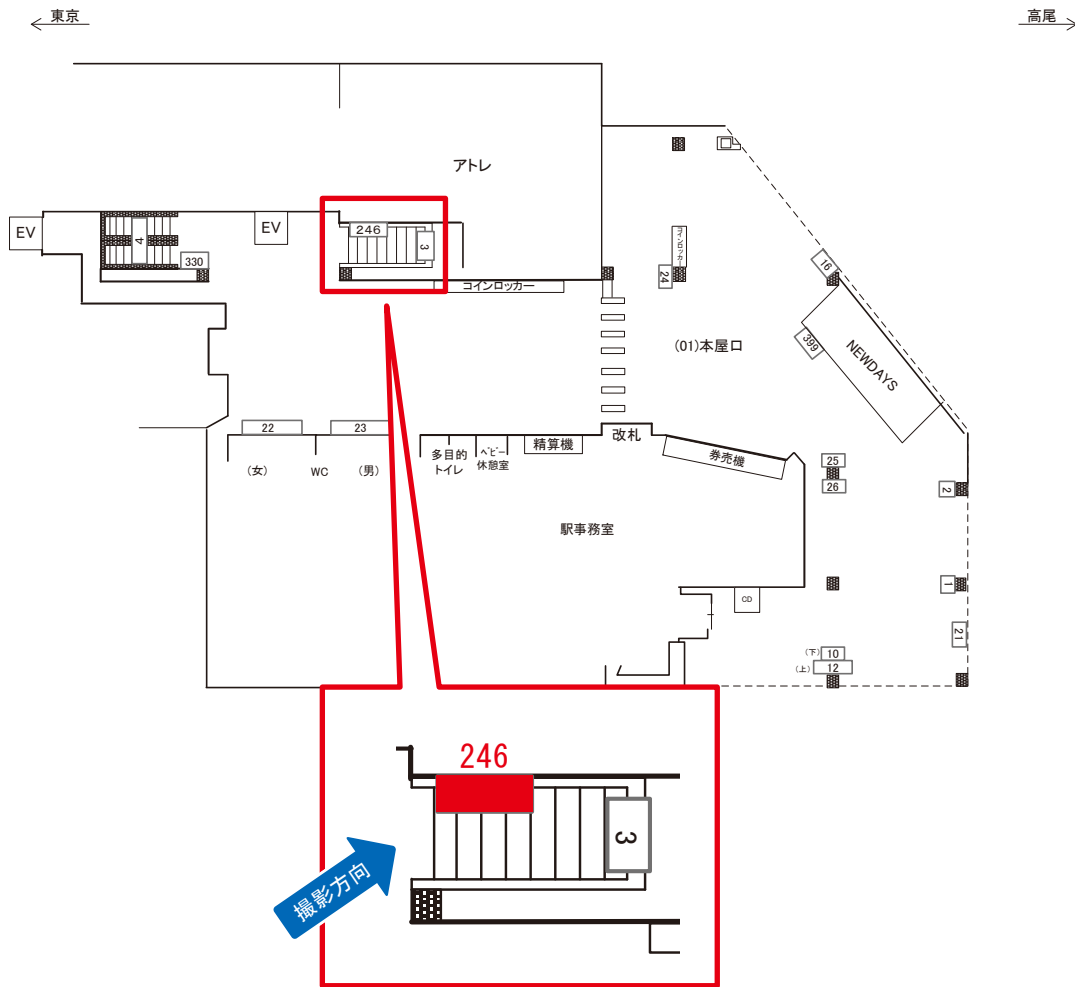 東京
高尾
アトレ
EV
4
330
EV
246
3
コインロッカー
コインロッカー
24
16
(01)本屋口
399
NEWDAYS
22
23
(女)
WC
(男)
多目的
トイレ
ベビー
休憩室
精算機
改札
券売機
25
26
2
駅事務室
1
CD
21
(下)
10
(上)
12
246
3
撮影方向